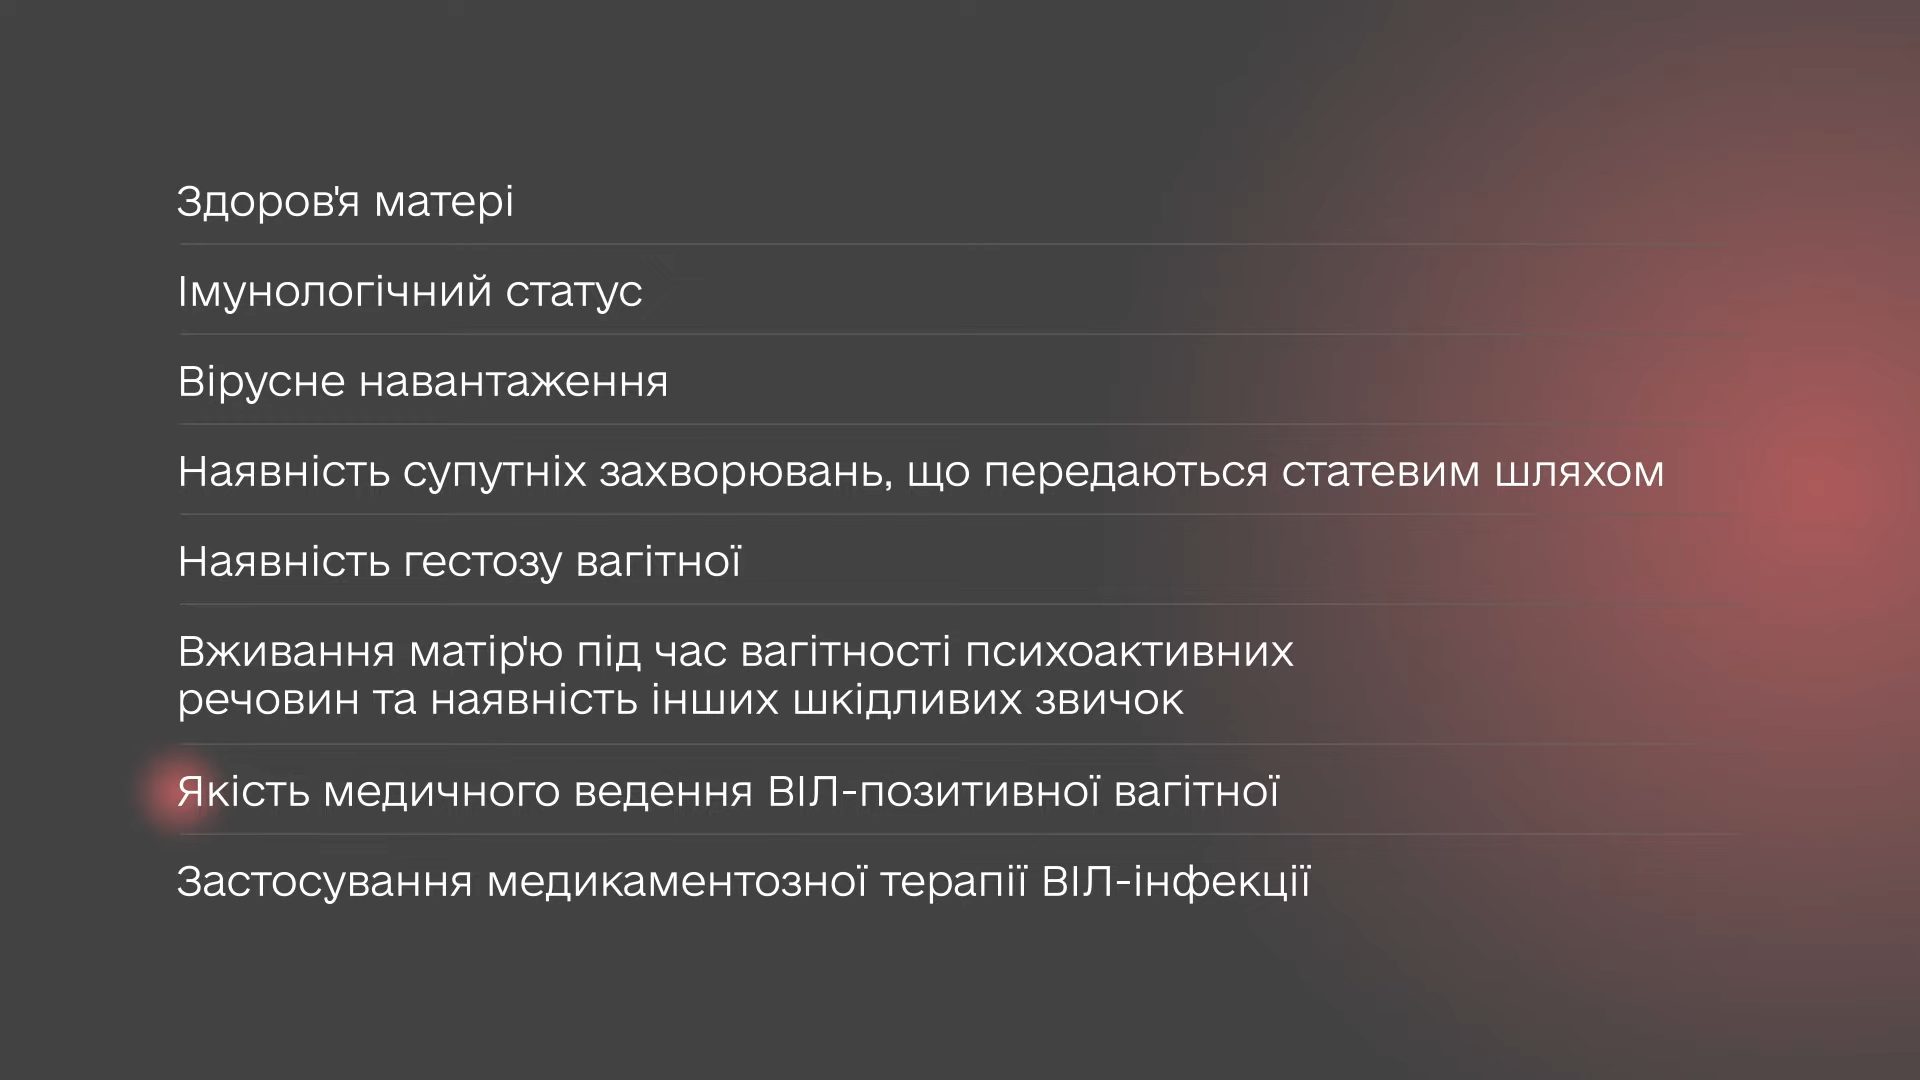 Здоров'я матері
Імунологічний статус
Вірусне навантаження
Наявність супутніх захворювань, що передаються статевим шляхом
Наявність гестозу вагітної
Вживання матір'ю під час вагітності психоактивних
речовин та наявність інших шкідливих звичок
Якість медичного ведення ВІЛ-позитивної вагітної
Застосування медикаментозної терапії ВІЛ-інфекції